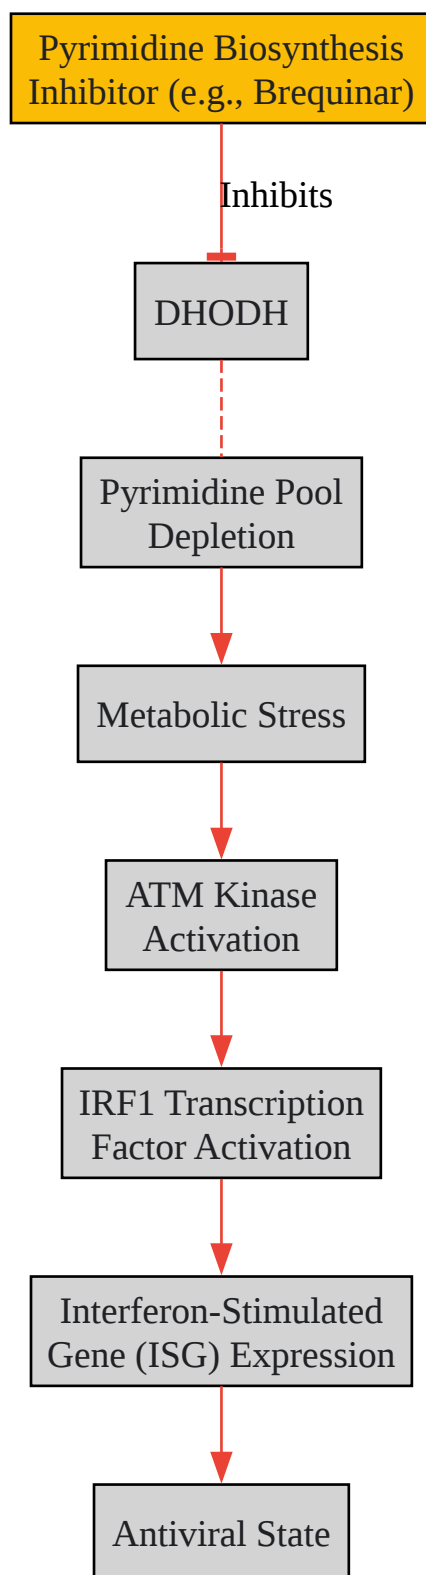 Pyrimidine Biosynthesis
Inhibitor (e.g., Brequinar)
Inhibits
DHODH
Pyrimidine Pool
Depletion
Metabolic Stress
ATM Kinase
Activation
IRF1 Transcription
Factor Activation
Interferon-Stimulated
Gene (ISG) Expression
Antiviral State